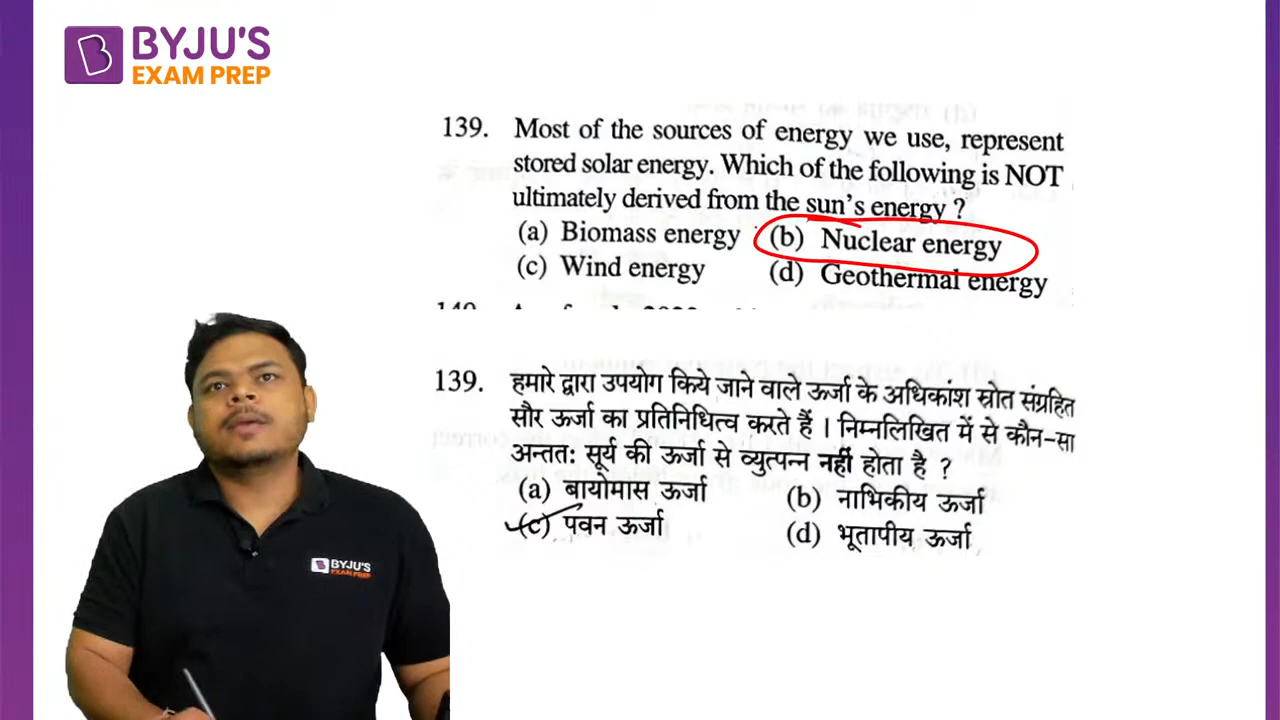 BYJU'S
EXAM PREP
139. Most of the sources of energy we use, represent
stored solar energy. Which of the following is NOT
ultimately derived from the sun's energy ?
(a) Biomass energy (b) Nuclear energy
(c) Wind energy (d) Geothermal energy
139. हमारे द्वारा उपयोग किये जाने वाले ऊर्जा के अधिकांश स्रोत संग्रहित
सौर ऊर्जा का प्रतिनिधित्व करते हैं । निम्नलिखित में से कौन-सा
अन्तत: सूर्य की ऊर्जा से व्युत्पन्न नहीं होता है ?
(a) बायोमास ऊर्जा (b) नाभिकीय ऊर्जा
(c) पवन ऊर्जा (d) भूतापीय ऊर्जा
BYJU'S
EXAM PREP